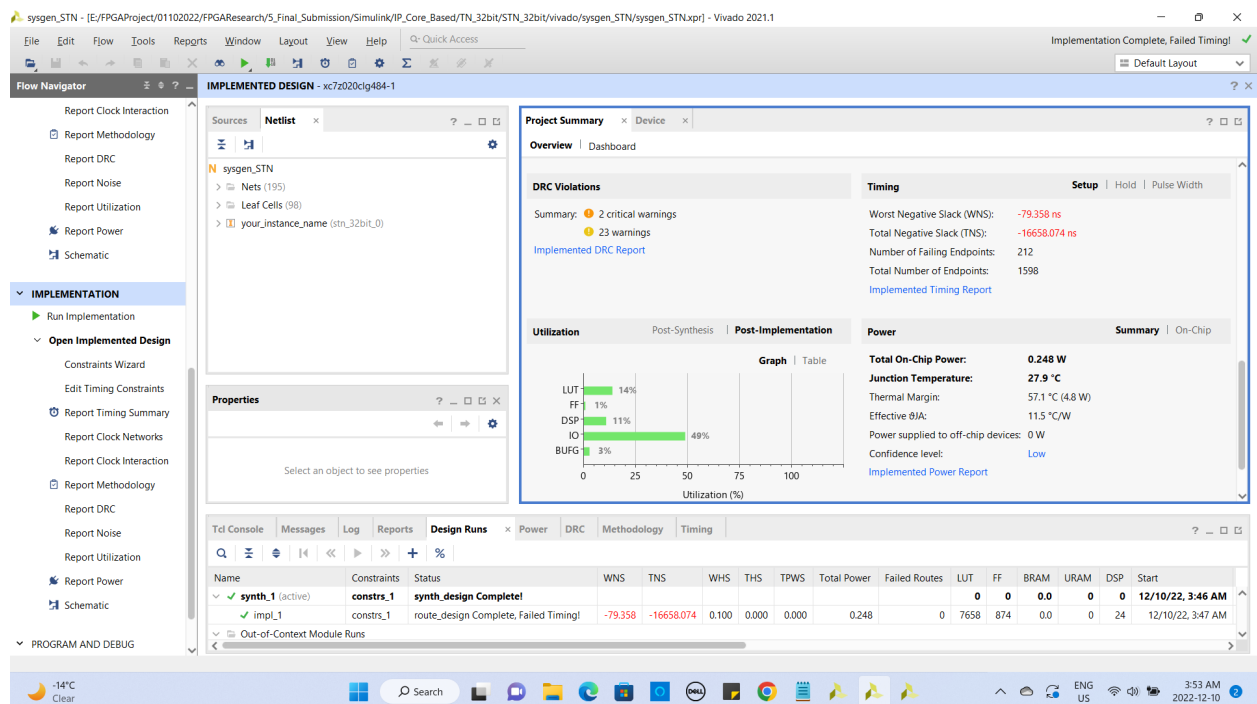 sysgen_STN - [E:/FPGAProject/01102022/FPGAResearch/5_Final_Submission/Simulink/IP_Core_Based/TN_32bit/STN_32bit/vivado/sysgen_STN/sysgen_STN.xpr] - Vivado 2021.1
File Edit Flow Tools Reports Window Layout View Help Q- Quick Access Implementation Complete, Failed Timing!
Default Layout
Flow Navigator
IMPLEMENTED DESIGN - xc7z020clg484-1
Report Clock Interaction
Report Methodology
Report DRC
Report Noise
Report Utilization
Report Power
Schematic
IMPLEMENTATION
Run Implementation
Open Implemented Design
Constraints Wizard
Edit Timing Constraints
Report Timing Summary
Report Clock Networks
Report Clock Interaction
Report Methodology
Report DRC
Report Noise
Report Utilization
Report Power
Schematic
PROGRAM AND DEBUG
Sources Netlist
N sysgen_STN
Nets (195)
Leaf Cells (98)
your_instance_name (stn_32bit_0)
Properties
Select an object to see properties
Project Summary Device
Overview Dashboard
DRC Violations
Summary: 2 critical warnings
23 warnings
Implemented DRC Report
Timing Setup Hold Pulse Width
Worst Negative Slack (WNS): -79.358 ns
Total Negative Slack (TNS): -16658.074 ns
Number of Failing Endpoints: 212
Total Number of Endpoints: 1598
Implemented Timing Report
Utilization Post-Synthesis Post-Implementation
Graph Table
LUT 14%
FF 1%
DSP 11%
IO 49%
BUFG 3%
0 25 50 75 100
Utilization (%)
Power Summary On-Chip
Total On-Chip Power: 0.248 W
Junction Temperature: 27.9 °C
Thermal Margin: 57.1 °C (4.8 W)
Effective ϑJA: 11.5 °C/W
Power supplied to off-chip devices: 0 W
Confidence level: Low
Implemented Power Report
Tcl Console Messages Log Reports Design Runs Power DRC Methodology Timing
Name Constraints Status WNS TNS WHS THS TPWS Total Power Failed Routes LUT FF BRAM URAM DSP Start
synth_1 (active) constrs_1 synth_design Complete! 0 0 0.0 0 0 12/10/22, 3:46 AM
impl_1 constrs_1 route_design Complete, Failed Timing! -79.358 -16658.074 0.100 0.000 0.000 0.248 0 7658 874 0.0 0 24 12/10/22, 3:47 AM
Out-of-Context Module Runs
-14°C
Clear
Search
DELL
ENG
US
3:53 AM
2022-12-10
2